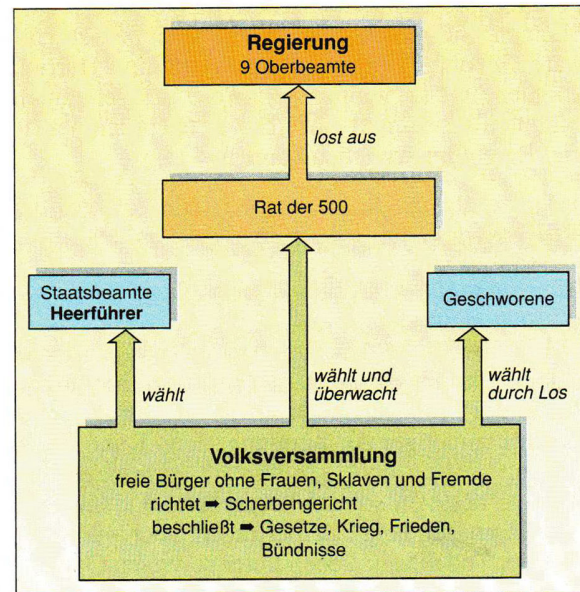 Regierung
9 Oberbeamte
lost aus
Rat der 500
Staatsbeamte
Heerführer
Geschworene
wählt
wählt und
überwacht
wählt
durch Los
Volksversammlung
freie Bürger ohne Frauen, Sklaven und Fremde
richtet ➡ Scherbengericht
beschließt ➡ Gesetze, Krieg, Frieden,
Bündnisse